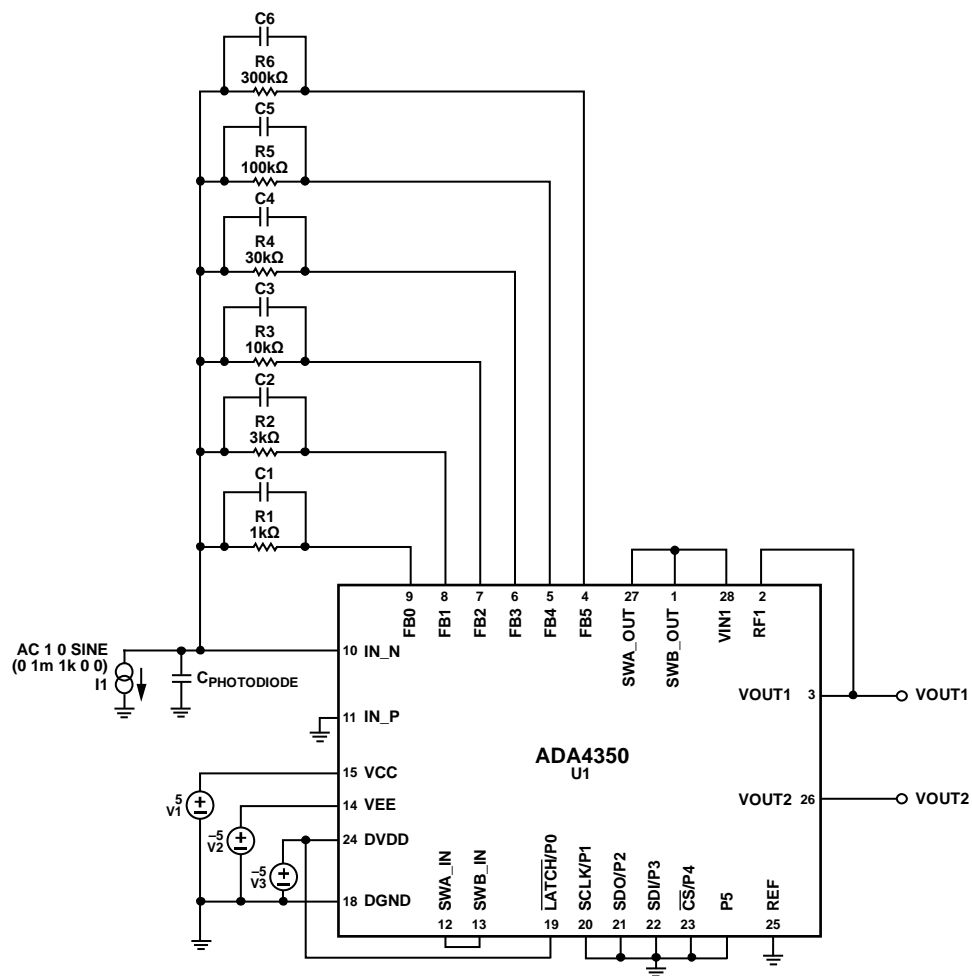 C6
R6
300kΩ
C5
R5
100kΩ
C4
R4
30kΩ
C3
R3
10kΩ
C2
R2
3kΩ
C1
R1
1kΩ
9 8 7 6 5 4 27 1 28 2
FB0 FB1 FB2 FB3 FB4 FB5 SWA_OUT SWB_OUT VIN1 RF1
AC 1 0 SINE
(0 1m 1k 0 0)
I1
CPHOTODIODE
10 IN_N
11 IN_P
VOUT1 3 VOUT1
ADA4350
U1
15 VCC
5
V1
14 VEE
VOUT2 26 VOUT2
–5
V2
24 DVDD
–5
V3
18 DGND
SWA_IN SWB_IN LATCH/P0 SCLK/P1 SDO/P2 SDI/P3 CS/P4 P5 REF
12 13 19 20 21 22 23 25